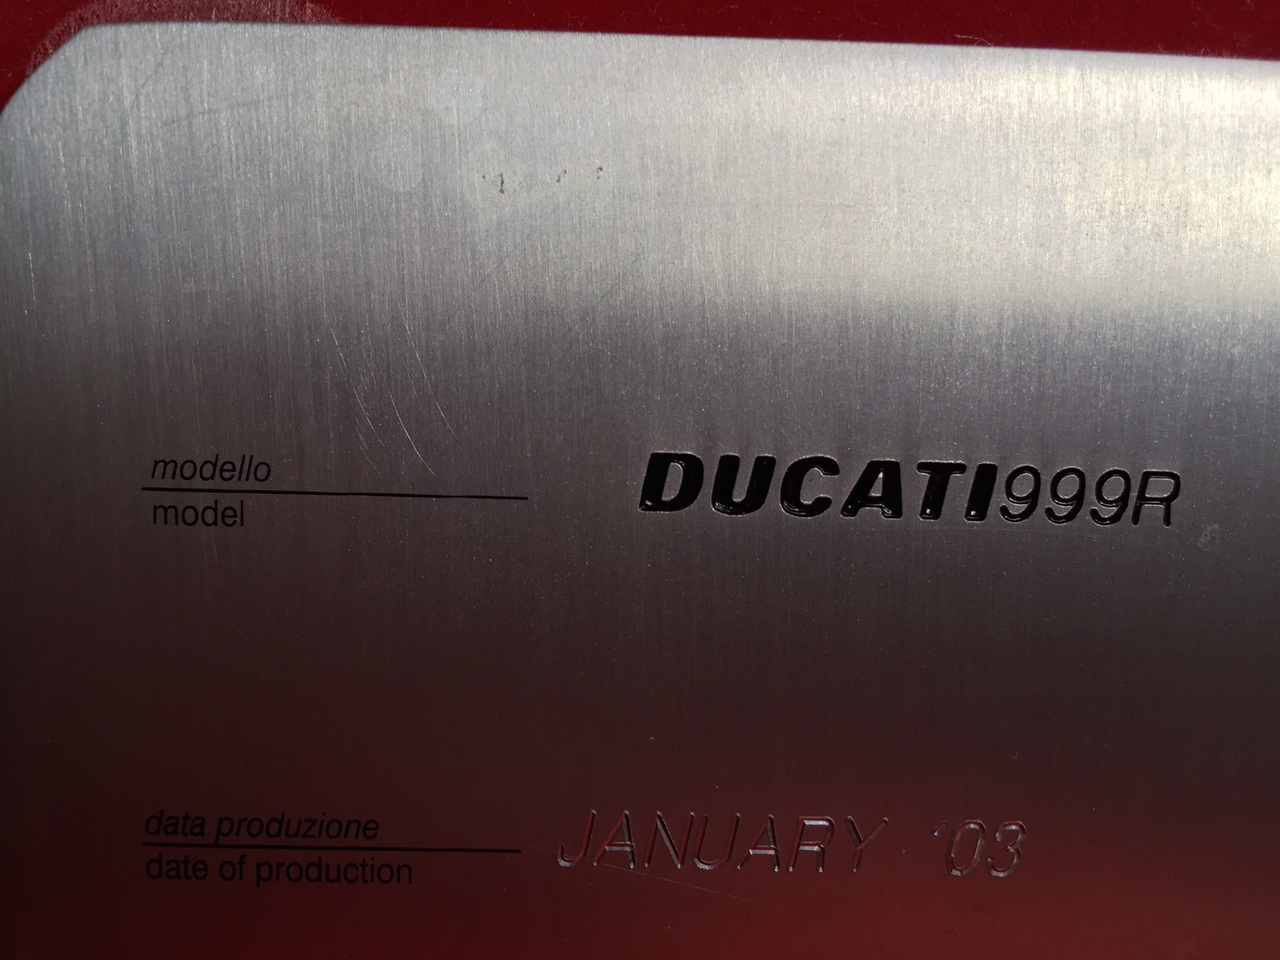 modello
model
DUCATI999R
data produzione
date of production
JANUARY '03